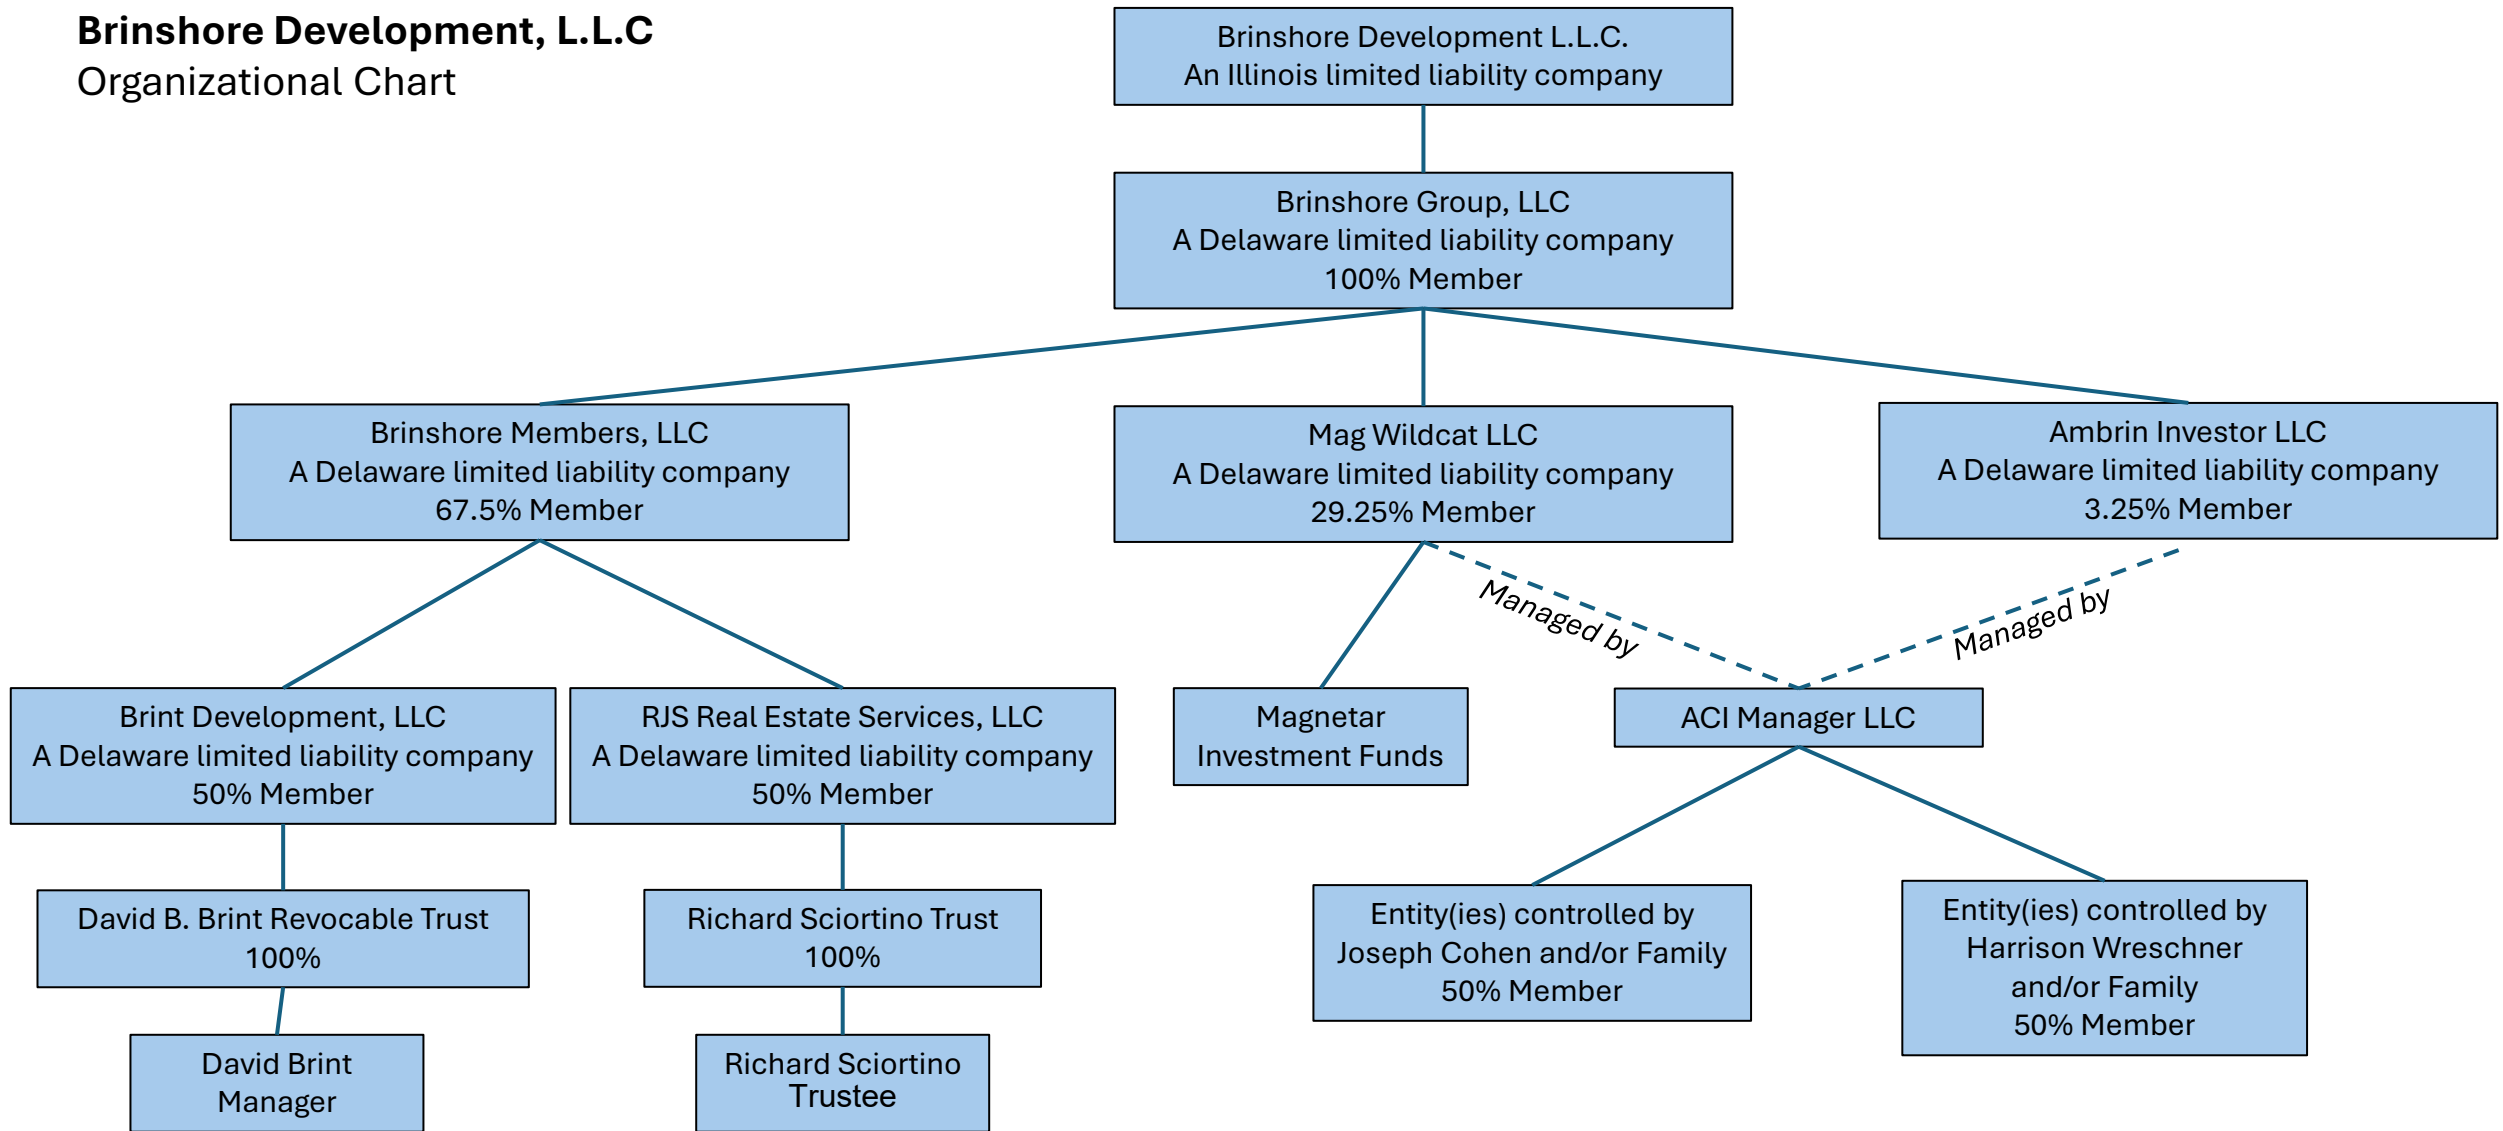 Brinshore Development, L.L.C
Organizational Chart
Brinshore Development L.L.C.
An Illinois limited liability company
Brinshore Group, LLC
A Delaware limited liability company
100% Member
Brinshore Members, LLC
A Delaware limited liability company
67.5% Member
Mag Wildcat LLC
A Delaware limited liability company
29.25% Member
Ambrin Investor LLC
A Delaware limited liability company
3.25% Member
Managed by
Managed by
Brint Development, LLC
A Delaware limited liability company
50% Member
RJS Real Estate Services, LLC
A Delaware limited liability company
50% Member
Magnetar
Investment Funds
ACI Manager LLC
David B. Brint Revocable Trust
100%
Richard Sciortino Trust
100%
Entity(ies) controlled by
Joseph Cohen and/or Family
50% Member
Entity(ies) controlled by
Harrison Wreschner
and/or Family
50% Member
David Brint
Manager
Richard Sciortino
Trustee